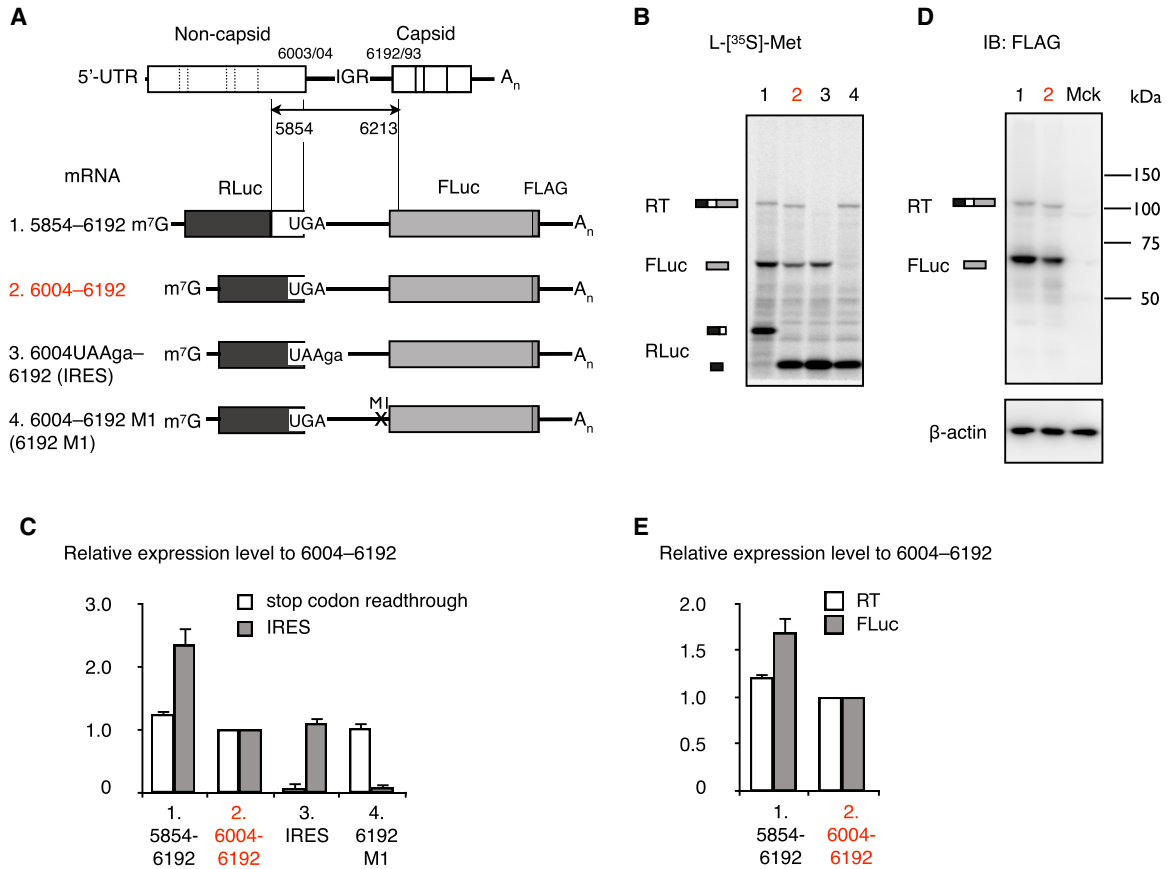 A
Non-capsid
Capsid
6003/04
6192/93
5'-UTR
IGR
An
5854
6213
mRNA
RLuc
FLuc
FLAG
1. 5854–6192
m7G
UGA
An
2. 6004–6192
m7G
UGA
An
3. 6004UAAga–
6192 (IRES)
m7G
UAAga
An
4. 6004–6192 M1
(6192 M1)
m7G
UGA
M1
X
An
B
L-[35S]-Met
1 2 3 4
RT
FLuc
RLuc
D
IB: FLAG
1 2 Mck
kDa
RT
FLuc
150
100
75
50
β-actin
C
Relative expression level to 6004–6192
stop codon readthrough
IRES
3.0
2.0
1.0
0
1.
5854-
6192
2.
6004-
6192
3.
IRES
4.
6192
M1
E
Relative expression level to 6004–6192
RT
FLuc
2.0
1.5
1.0
0.5
0
1.
5854-
6192
2.
6004-
6192